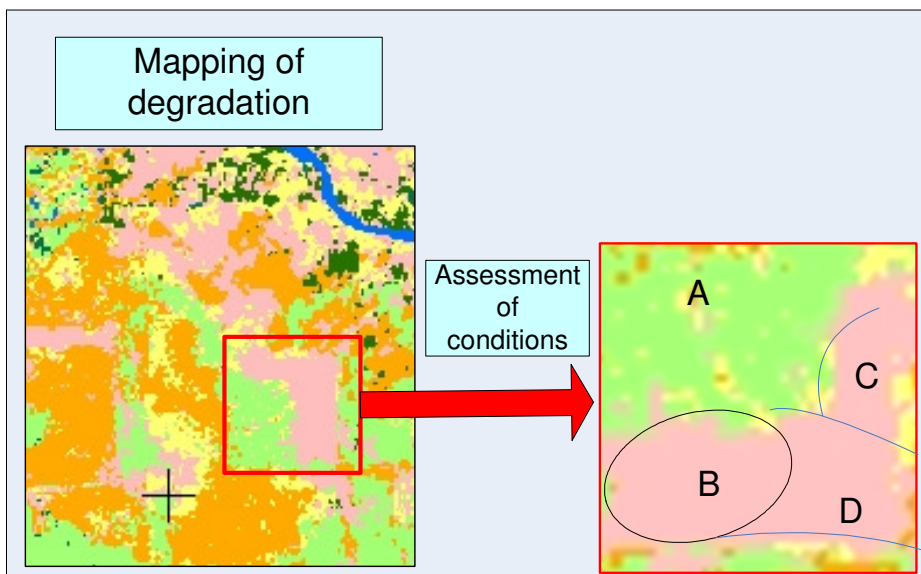 Mapping of
degradation
Assessment
of
conditions
A
C
B
D